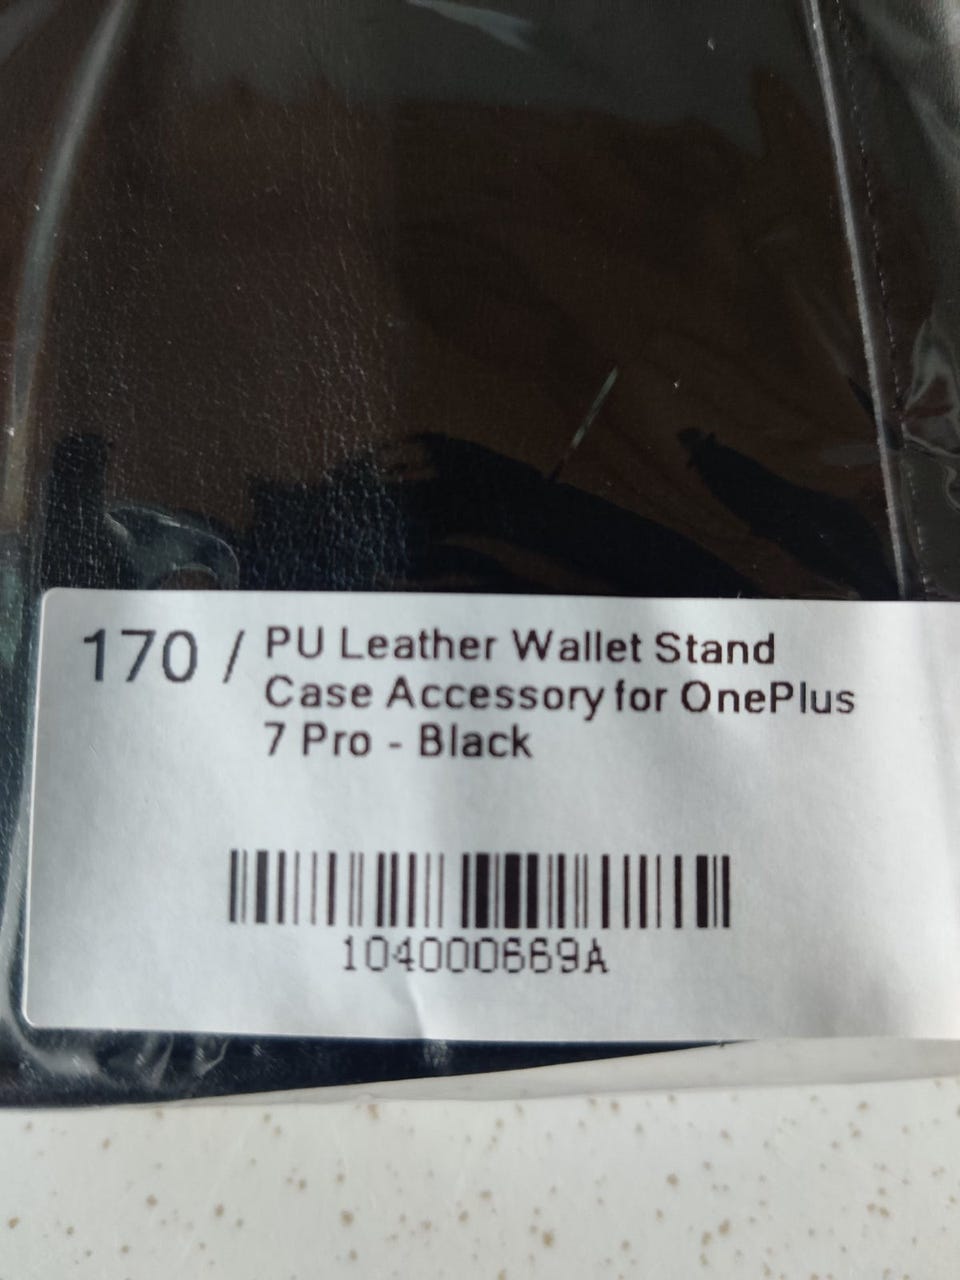 170 / PU Leather Wallet Stand
Case Accessory for OnePlus
7 Pro - Black
104000669A